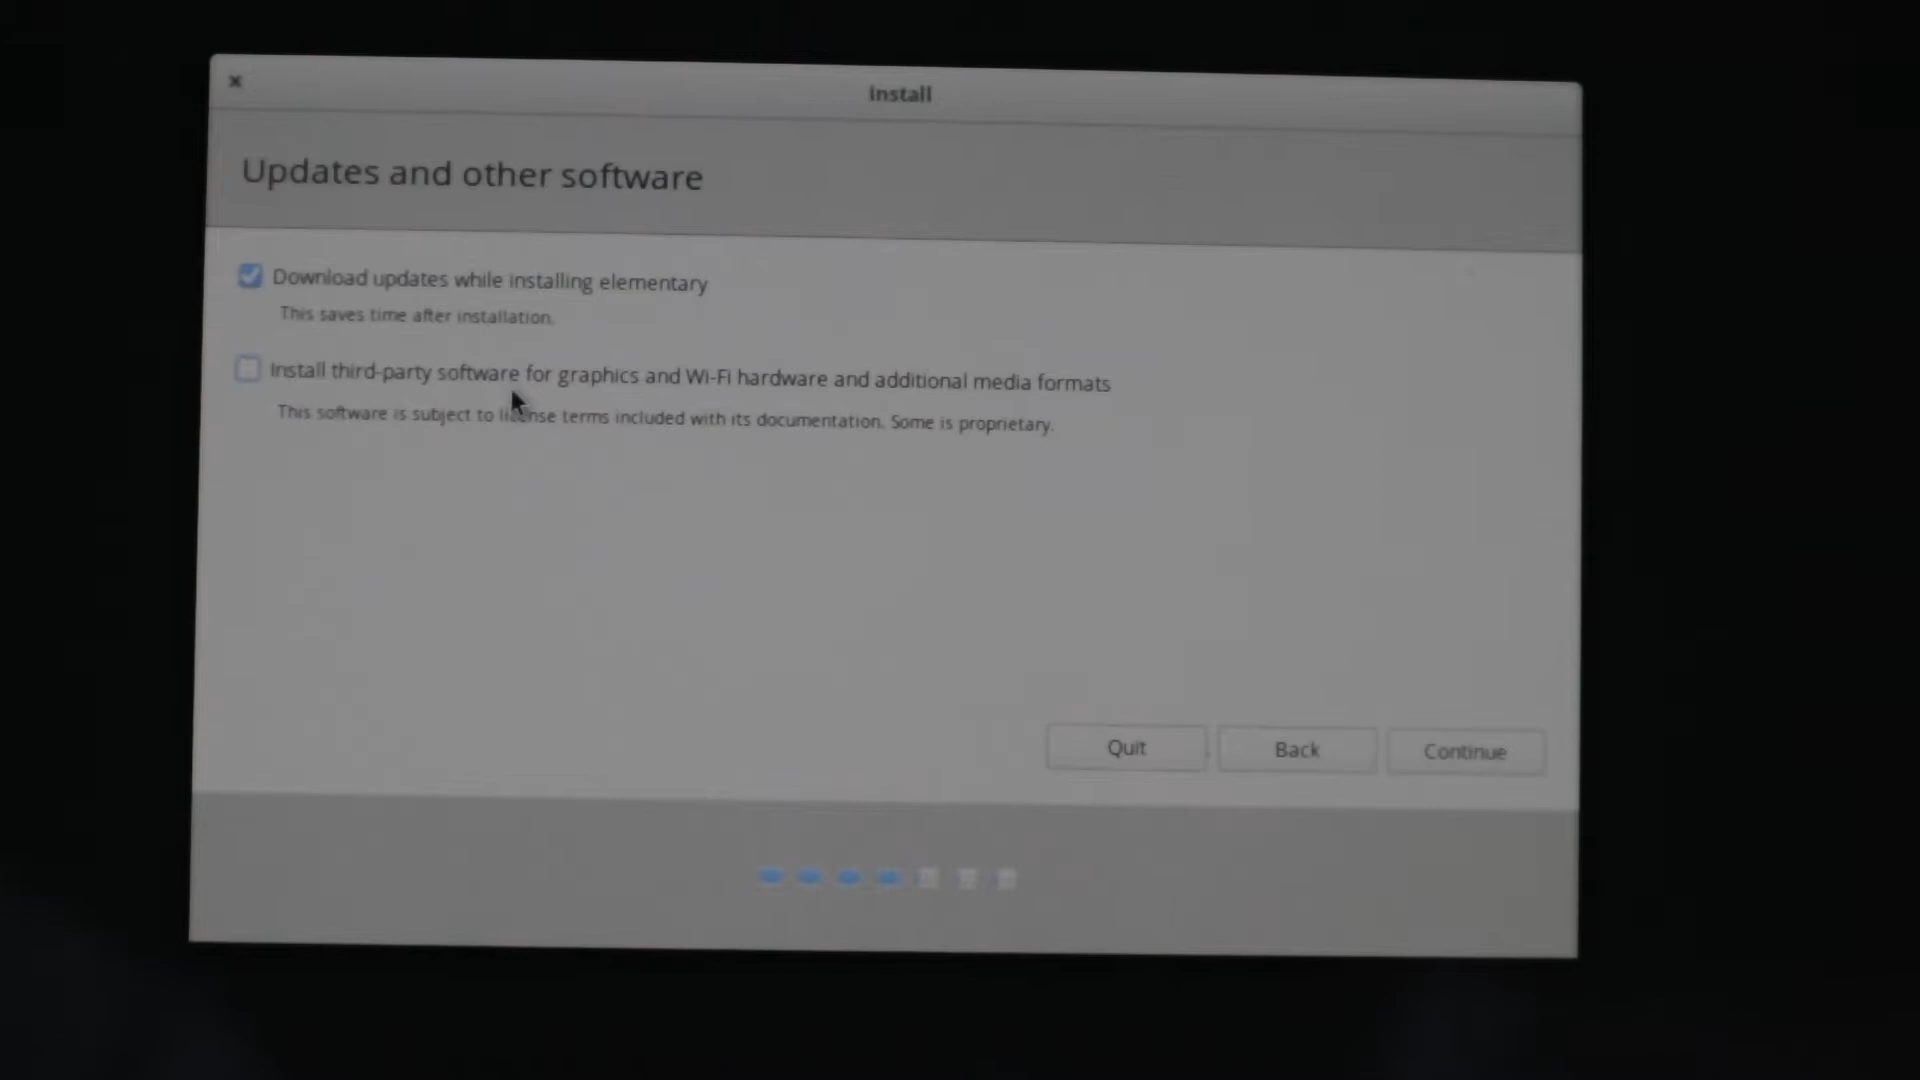 Install
Updates and other software
Download updates while installing elementary
This saves time after installation.
Install third-party software for graphics and Wi-Fi hardware and additional media formats
This software is subject to license terms included with its documentation. Some is proprietary.
Quit
Back
Continue